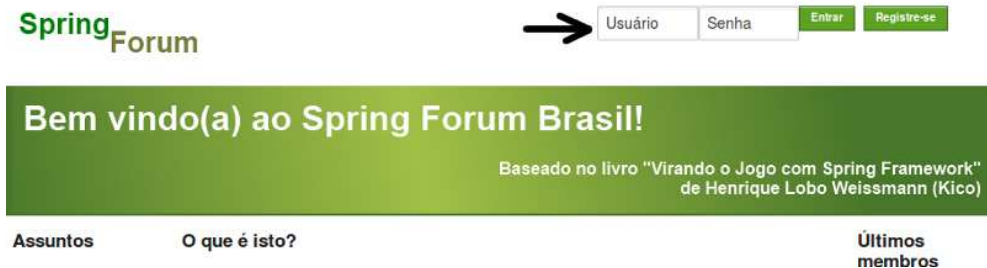 Spring
Forum
Usuário Senha Entrar Registre-se
Bem vindo(a) ao Spring Forum Brasil!
Baseado no livro "Virando o Jogo com Spring Framework"
de Henrique Lobo Weissmann (Kico)
Assuntos O que é isto? Últimos
membros